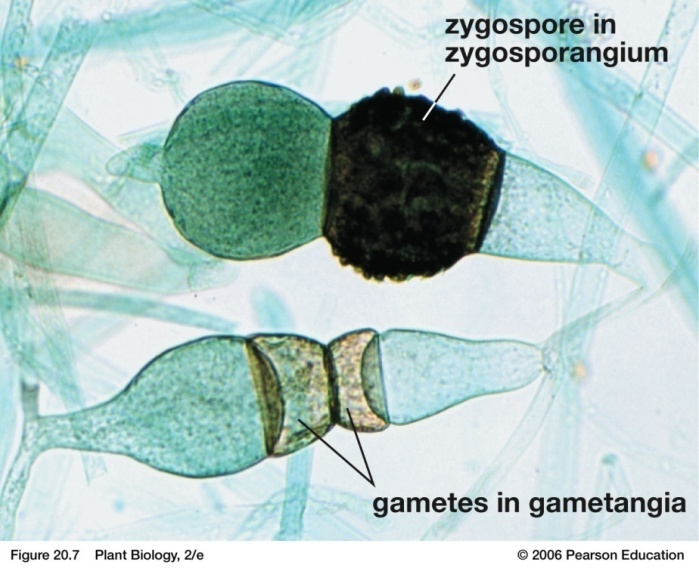 zygospore in
zygosporangium
gametes in gametangia
Figure 20.7 Plant Biology, 2/e
© 2006 Pearson Education